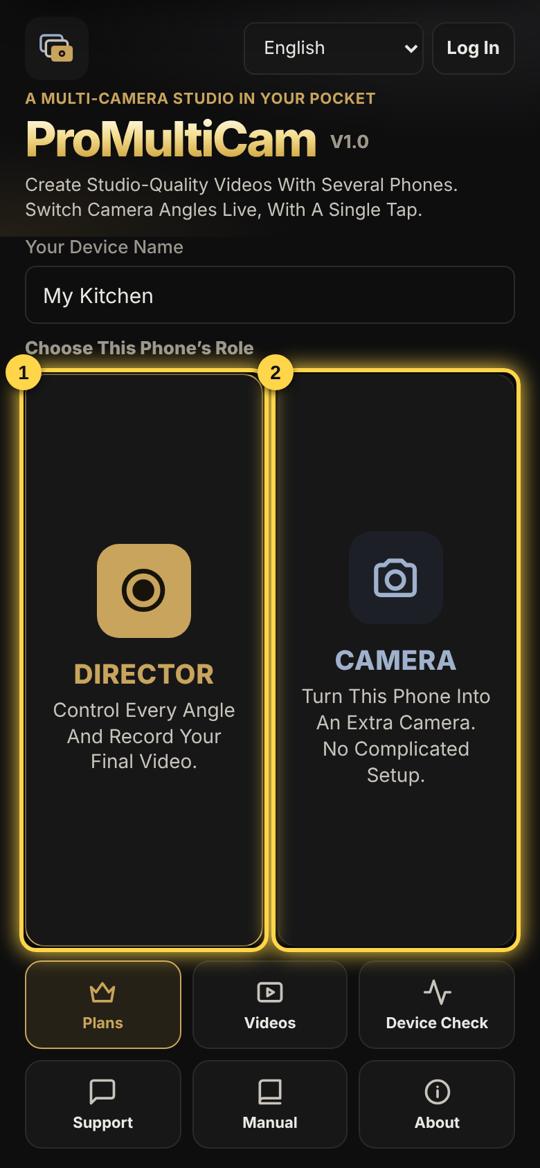 English
Log In
A MULTI-CAMERA STUDIO IN YOUR POCKET
ProMultiCam V1.0
Create Studio-Quality Videos With Several Phones.
Switch Camera Angles Live, With A Single Tap.
Your Device Name
My Kitchen
Choose This Phone’s Role
1
DIRECTOR
Control Every Angle
And Record Your
Final Video.
2
CAMERA
Turn This Phone Into
An Extra Camera.
No Complicated
Setup.
Plans
Videos
Device Check
Support
Manual
About